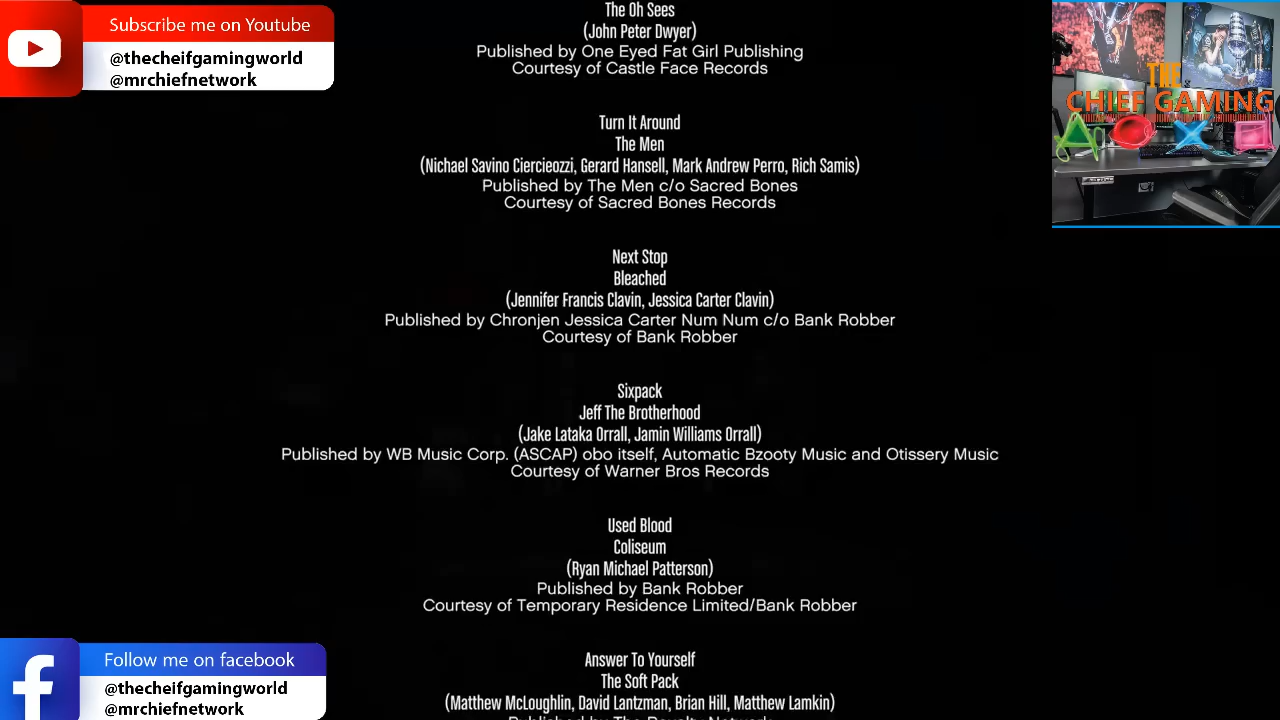 Subscribe me on Youtube
@thecheifgamingworld
@mrchiefnetwork
THE
CHIEF GAMING
The Oh Sees
(John Peter Dwyer)
Published by One Eyed Fat Girl Publishing
Courtesy of Castle Face Records
Turn It Around
The Men
(Nichael Savino Ciercieozzi, Gerard Hansell, Mark Andrew Perro, Rich Samis)
Published by The Men c/o Sacred Bones
Courtesy of Sacred Bones Records
Next Stop
Bleached
(Jennifer Francis Clavin, Jessica Carter Clavin)
Published by Chronjen Jessica Carter Num Num c/o Bank Robber
Courtesy of Bank Robber
Sixpack
Jeff The Brotherhood
(Jake Lataka Orrall, Jamin Williams Orrall)
Published by WB Music Corp. (ASCAP) obo itself, Automatic Bzooty Music and Otissery Music
Courtesy of Warner Bros Records
Used Blood
Coliseum
(Ryan Michael Patterson)
Published by Bank Robber
Courtesy of Temporary Residence Limited/Bank Robber
Answer To Yourself
The Soft Pack
(Matthew McLoughlin, David Lantzman, Brian Hill, Matthew Lamkin)
Published by The Royalty Network
Follow me on facebook
@thecheifgamingworld
@mrchiefnetwork